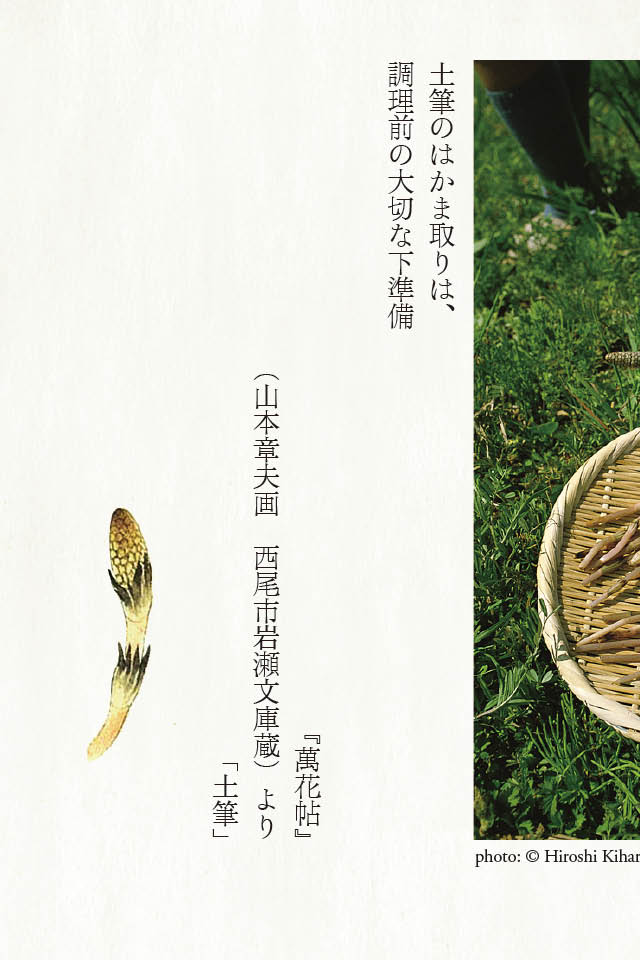 土筆のはかま取りは、
調理前の大切な下準備
『萬花帖』
（山本章夫画　西尾市岩瀬文庫蔵）より
「土筆」
photo: © Hiroshi Kihar